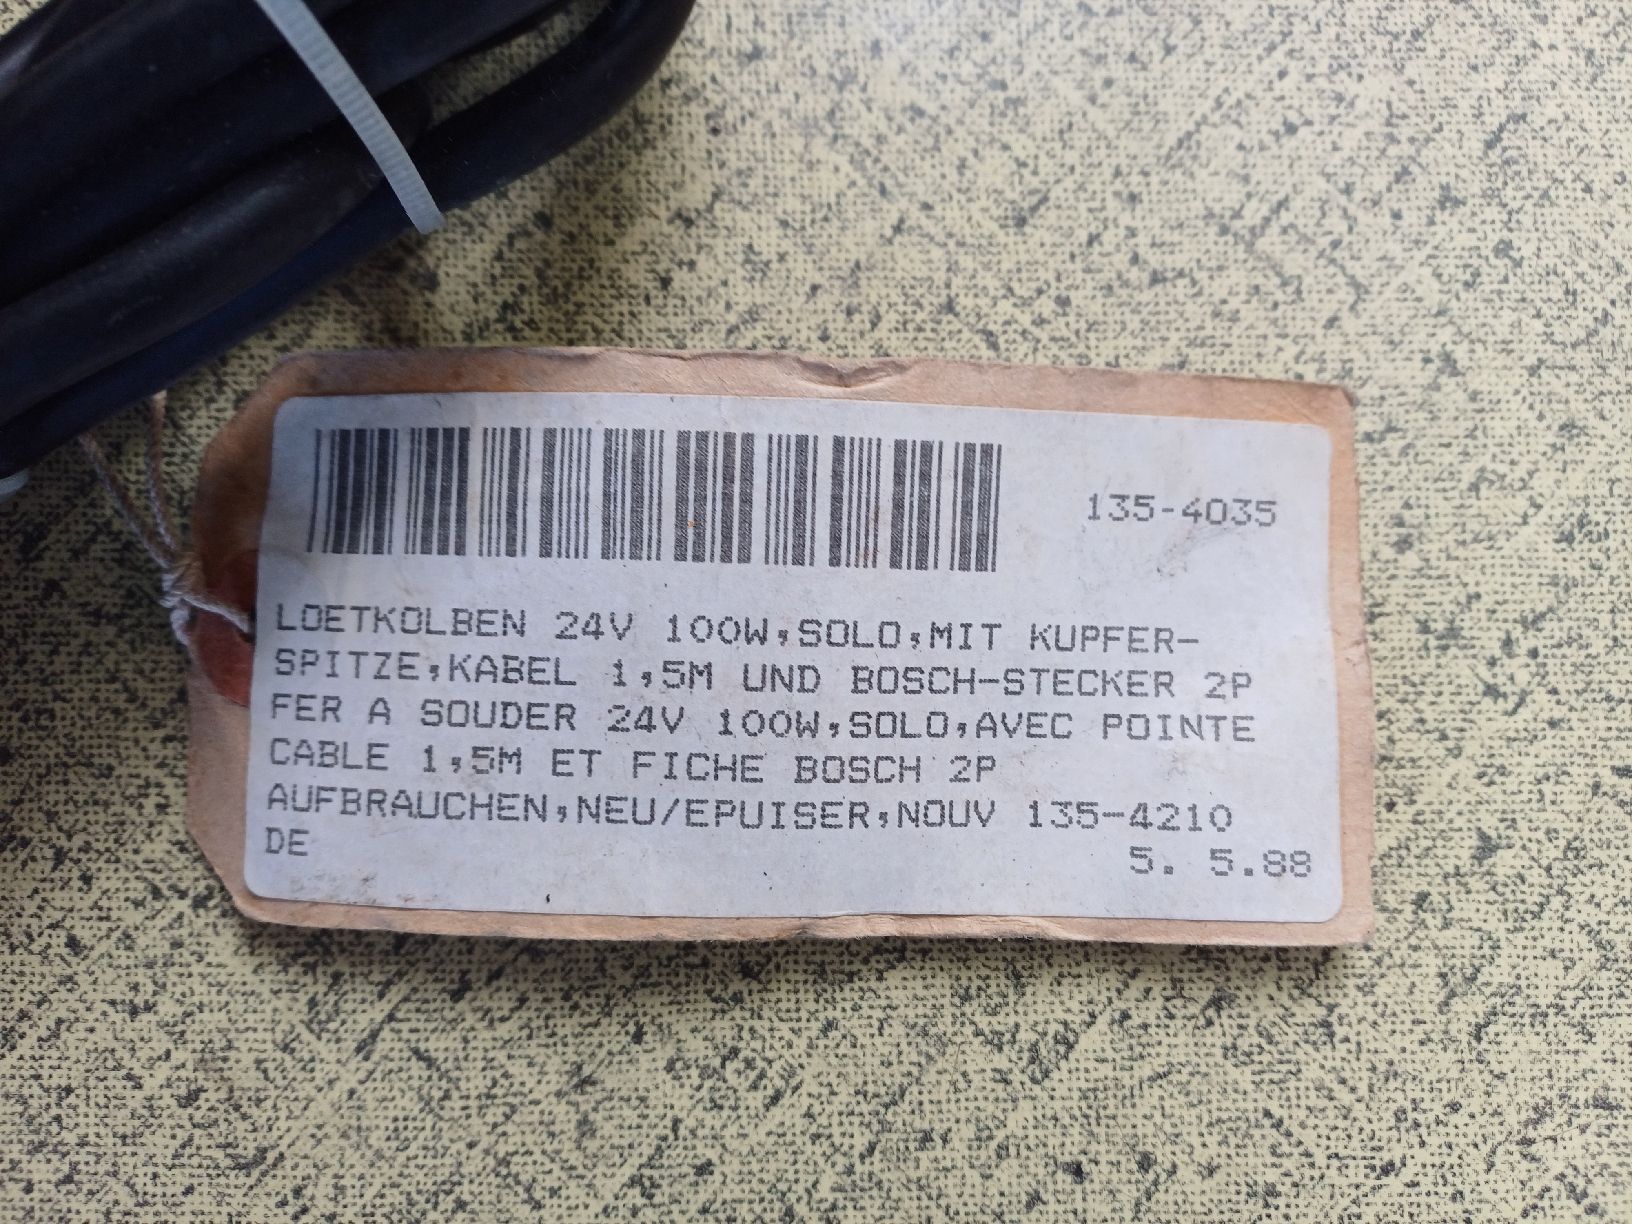 135-4035
LOETKOLBEN 24V 100W,SOLO,MIT KUPFER-
SPITZE,KABEL 1,5M UND BOSCH-STECKER 2P
FER A SOUDER 24V 100W,SOLO,AVEC POINTE
CABLE 1,5M ET FICHE BOSCH 2P
AUFBRAUCHEN,NEU/EPUISER,NOUV 135-4210
DE 5. 5.88